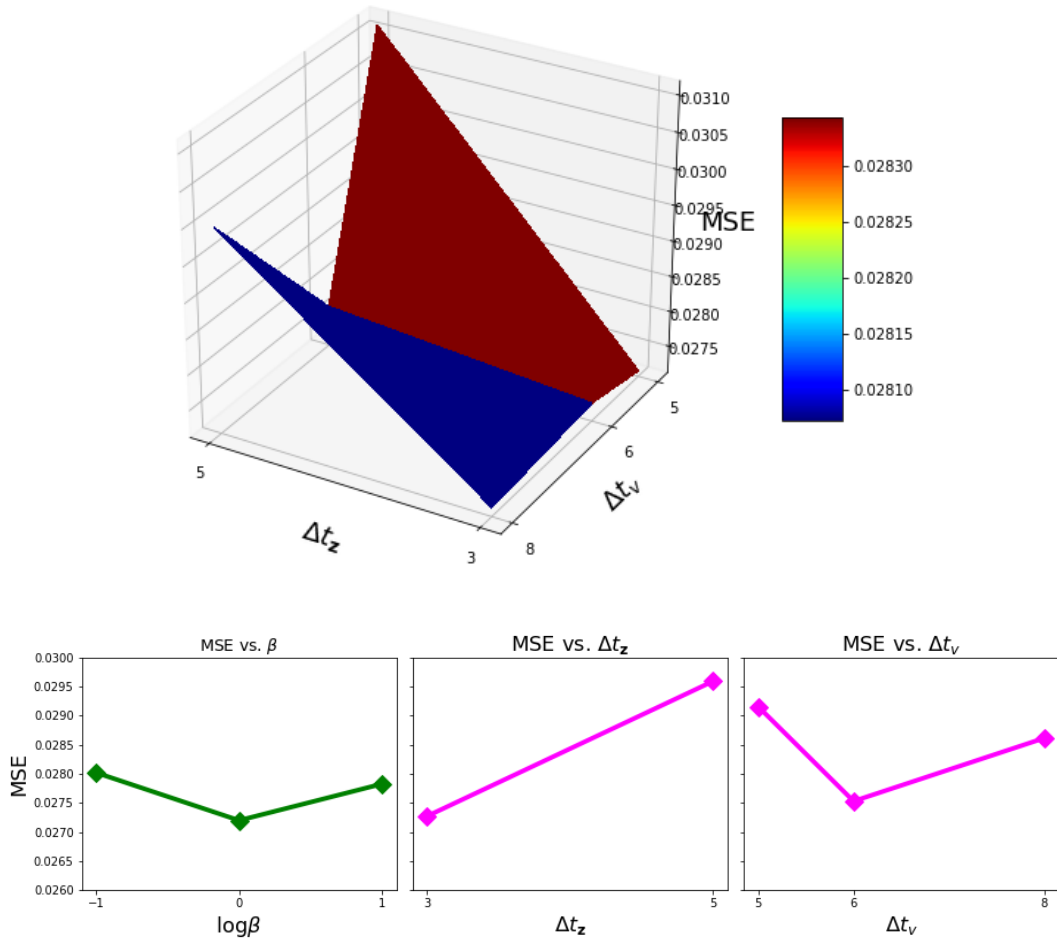 0.0310
0.0305
0.0300
0.0295
MSE
0.0290
0.0285
0.0280
0.0275
0.02830
0.02825
0.02820
0.02815
0.02810
5
6
8
Δt_v
5
3
Δt_z
MSE vs. β
MSE vs. Δt_z
MSE vs. Δt_v
0.0300
0.0295
0.0290
0.0285
0.0280
0.0275
0.0270
0.0265
0.0260
MSE
−1 0 1
3 5
5 6 8
logβ
Δt_z
Δt_v